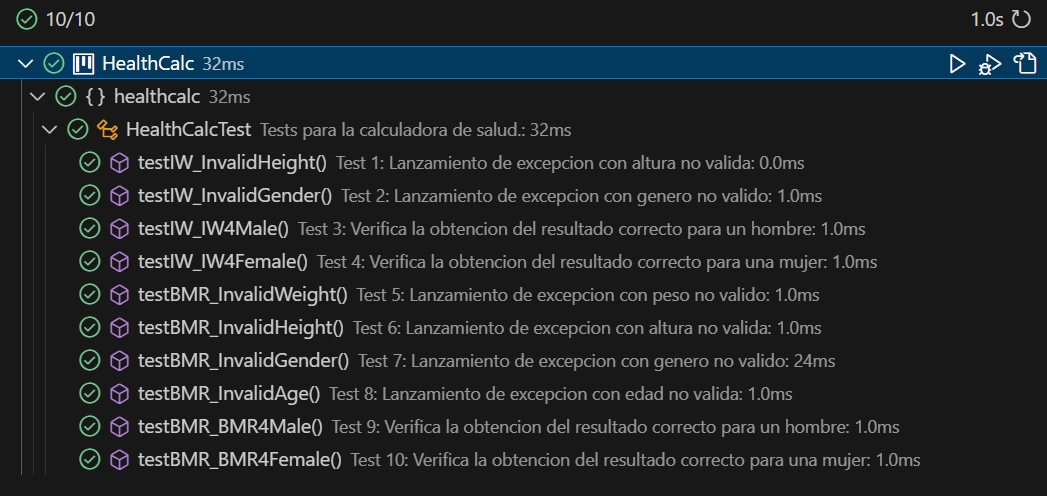 10/10 1.0s
HealthCalc 32ms
{} healthcalc 32ms
HealthCalcTest Tests para la calculadora de salud.: 32ms
testIW_InvalidHeight() Test 1: Lanzamiento de excepcion con altura no valida: 0.0ms
testIW_InvalidGender() Test 2: Lanzamiento de excepcion con genero no valido: 1.0ms
testIW_IW4Male() Test 3: Verifica la obtencion del resultado correcto para un hombre: 1.0ms
testIW_IW4Female() Test 4: Verifica la obtencion del resultado correcto para una mujer: 1.0ms
testBMR_InvalidWeight() Test 5: Lanzamiento de excepcion con peso no valido: 1.0ms
testBMR_InvalidHeight() Test 6: Lanzamiento de excepcion con altura no valida: 1.0ms
testBMR_InvalidGender() Test 7: Lanzamiento de excepcion con genero no valido: 24ms
testBMR_InvalidAge() Test 8: Lanzamiento de excepcion con edad no valida: 1.0ms
testBMR_BMR4Male() Test 9: Verifica la obtencion del resultado correcto para un hombre: 1.0ms
testBMR_BMR4Female() Test 10: Verifica la obtencion del resultado correcto para una mujer: 1.0ms